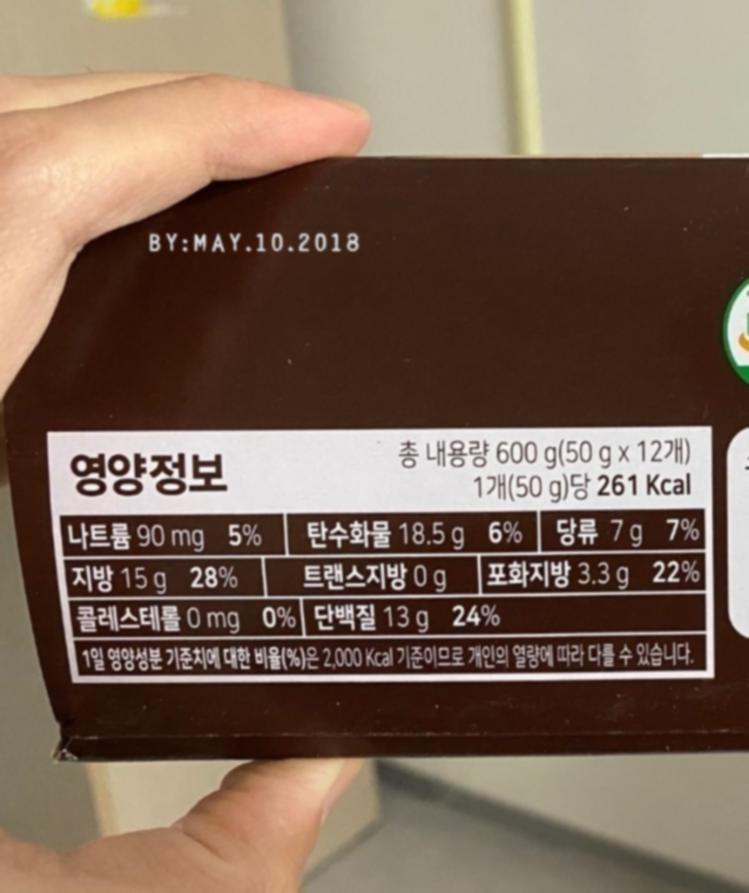 BY:MAY.10.2018
영양정보
총 내용량 600 g(50 g x 12개)
1개(50 g)당 261 Kcal
나트륨 90 mg 5% 탄수화물 18.5 g 6% 당류 7 g 7%
지방 15 g 28% 트랜스지방 0 g 포화지방 3.3 g 22%
콜레스테롤 0 mg 0% 단백질 13 g 24%
1일 영양성분 기준치에 대한 비율(%)은 2,000 Kcal 기준이므로 개인의 열량에 따라 다를 수 있습니다.